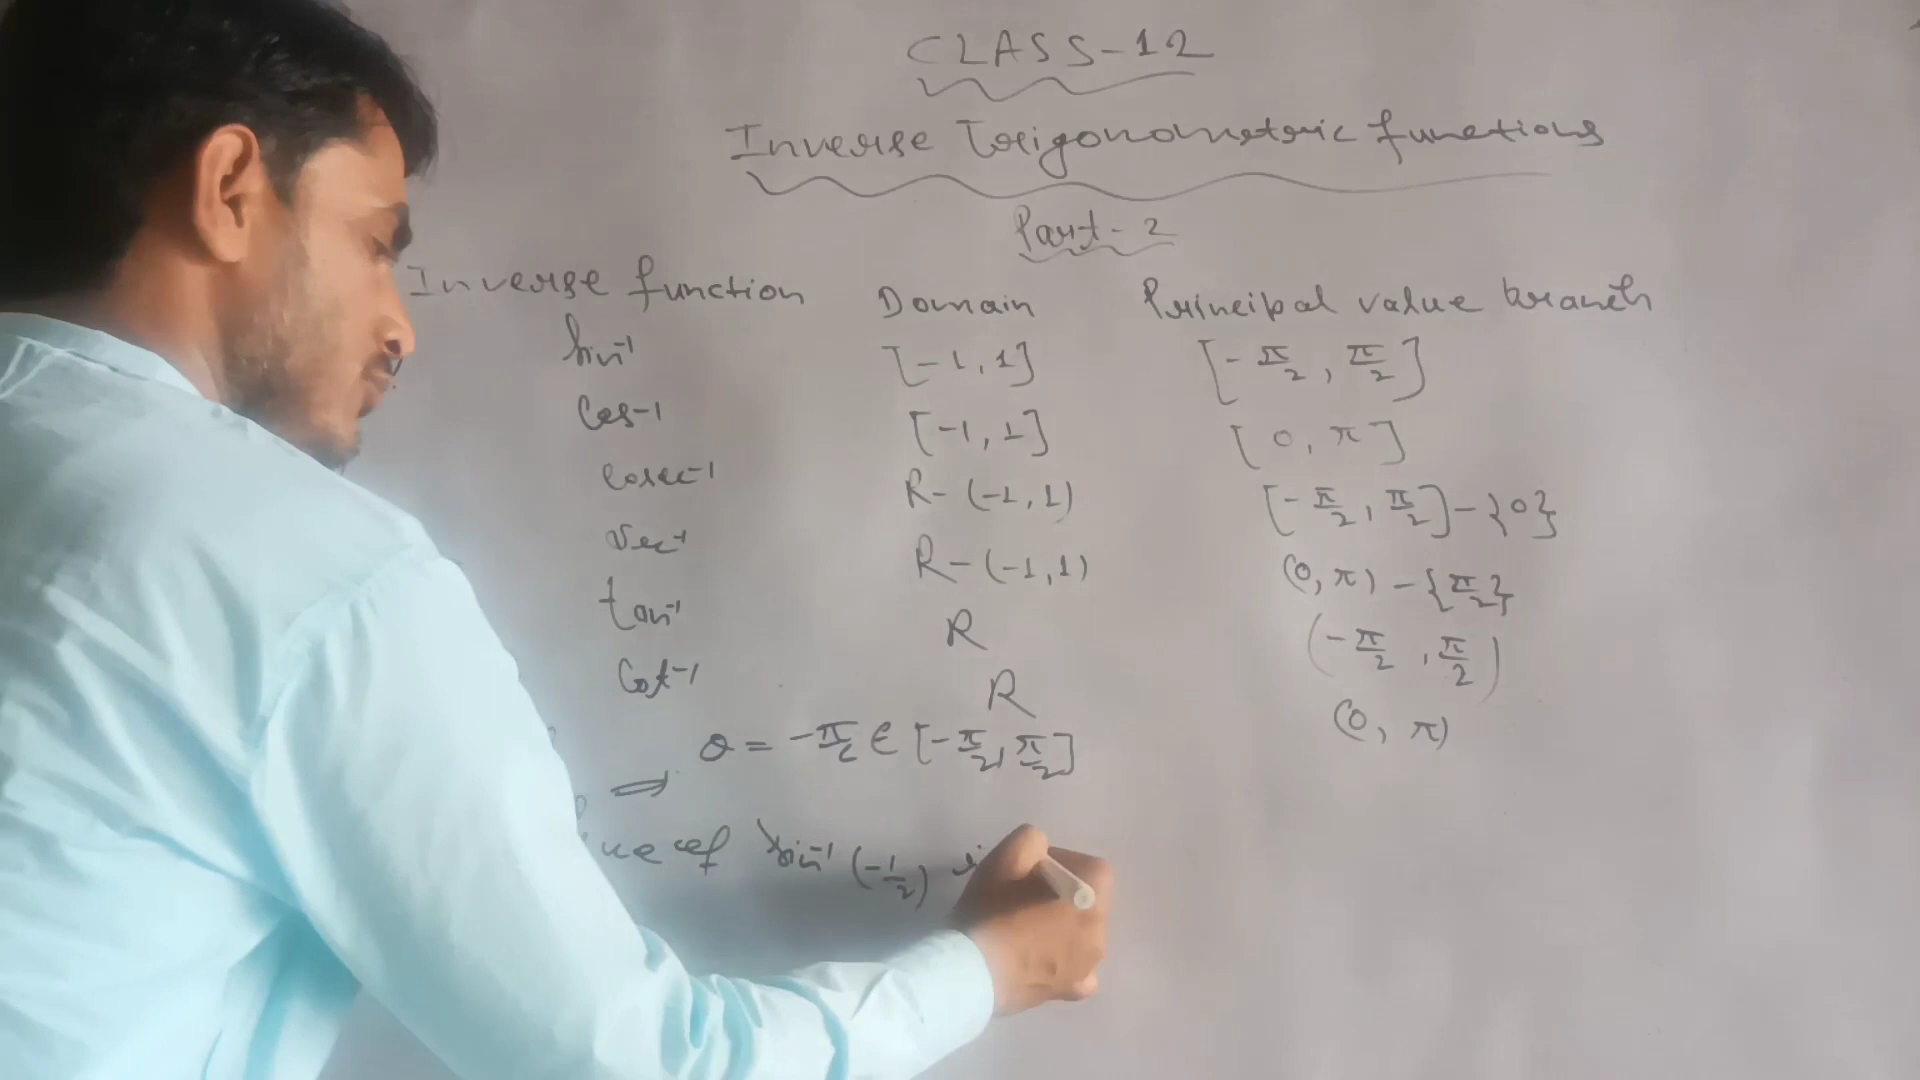 CLASS-12
Inverse Trigonometric functions
Part-2
Inverse function Domain Principal value branch
Sin⁻¹ [-1, 1] [-π/2, π/2]
Cos⁻¹ [-1, 1] [0, π]
Cosec⁻¹ R-(-1, 1) [-π/2, π/2]-{0}
Sec⁻¹ R-(-1, 1) (0, π)-{π/2}
tan⁻¹ R (-π/2, π/2)
Cot⁻¹ R (0, π)
⇒ θ = -π/2 ∈ [-π/2, π/2]
of Sin⁻¹(-1/2)